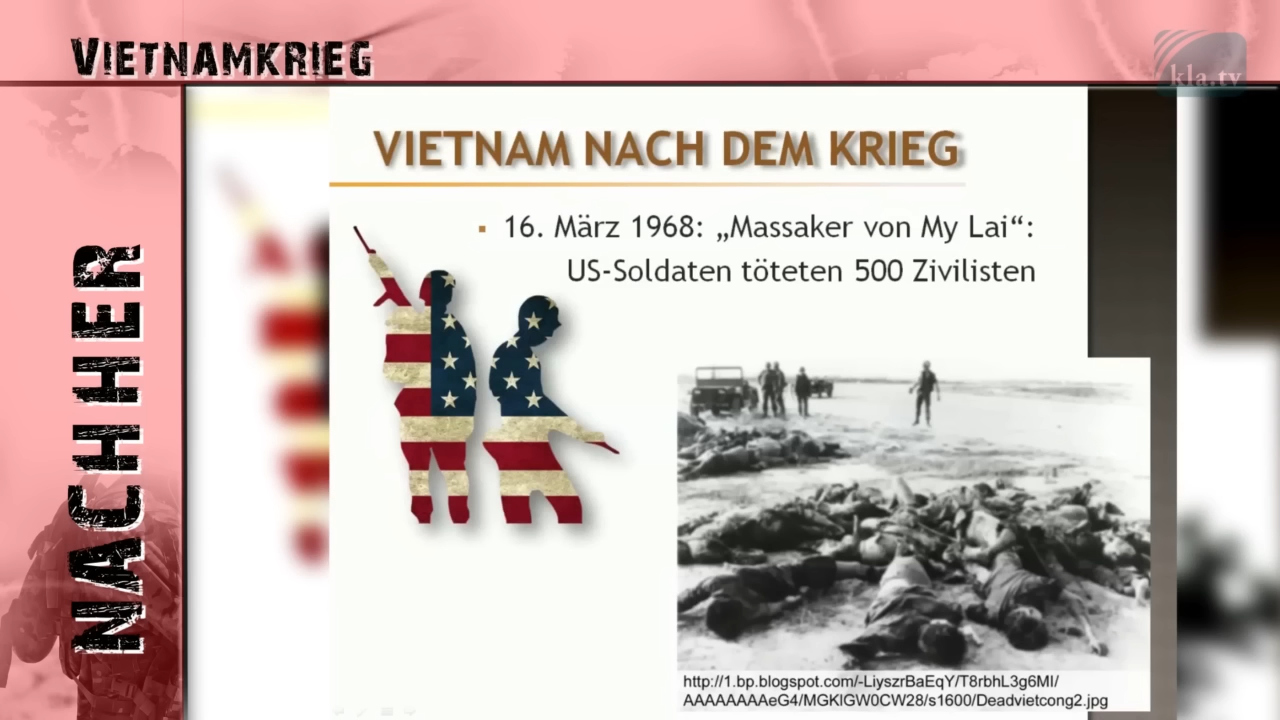 VIETNAMKRIEG
kla.tv
NACHHER
VIETNAM NACH DEM KRIEG
▪ 16. März 1968: „Massaker von My Lai“:
US-Soldaten töteten 500 Zivilisten
http://1.bp.blogspot.com/-LiyszrBaEqY/T8rbhL3g6MI/
AAAAAAAAeG4/MGKlGW0CW28/s1600/Deadvietcong2.jpg